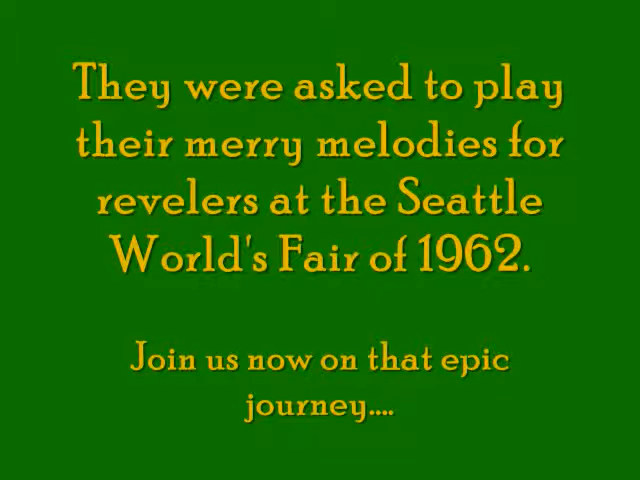 They were asked to play
their merry melodies for
revelers at the Seattle
World's Fair of 1962.
Join us now on that epic
journey....